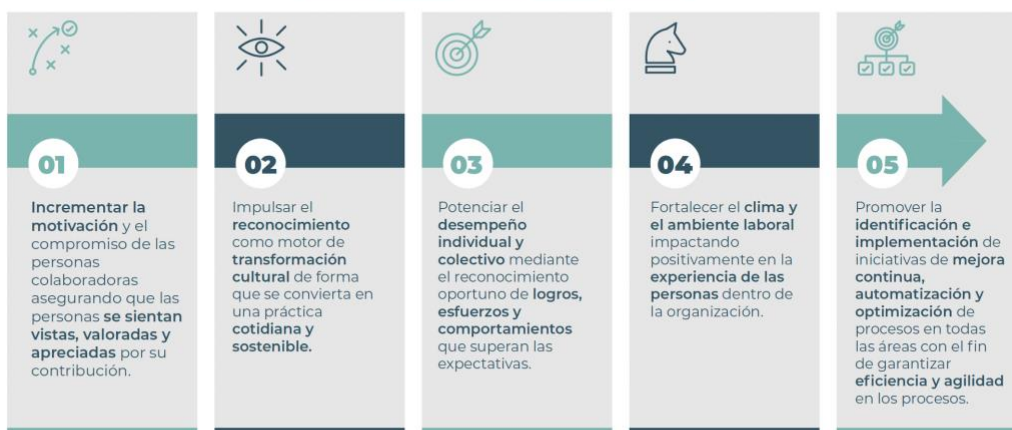 01
Incrementar la
motivación y el
compromiso de las
personas
colaboradoras
asegurando que las
personas se sientan
vistas, valoradas y
apreciadas por su
contribución.
02
Impulsar el
reconocimiento
como motor de
transformación
cultural de forma
que se convierta en
una práctica
cotidiana y
sostenible.
03
Potenciar el
desempeño
individual y
colectivo mediante
el reconocimiento
oportuno de logros,
esfuerzos y
comportamientos
que superan las
expectativas.
04
Fortalecer el clima y
el ambiente laboral
impactando
positivamente en la
experiencia de las
personas dentro de
la organización.
05
Promover la
identificación e
implementación de
iniciativas de mejora
continua,
automatización y
optimización de
procesos en todas
las áreas con el fin
de garantizar
eficiencia y agilidad
en los procesos.